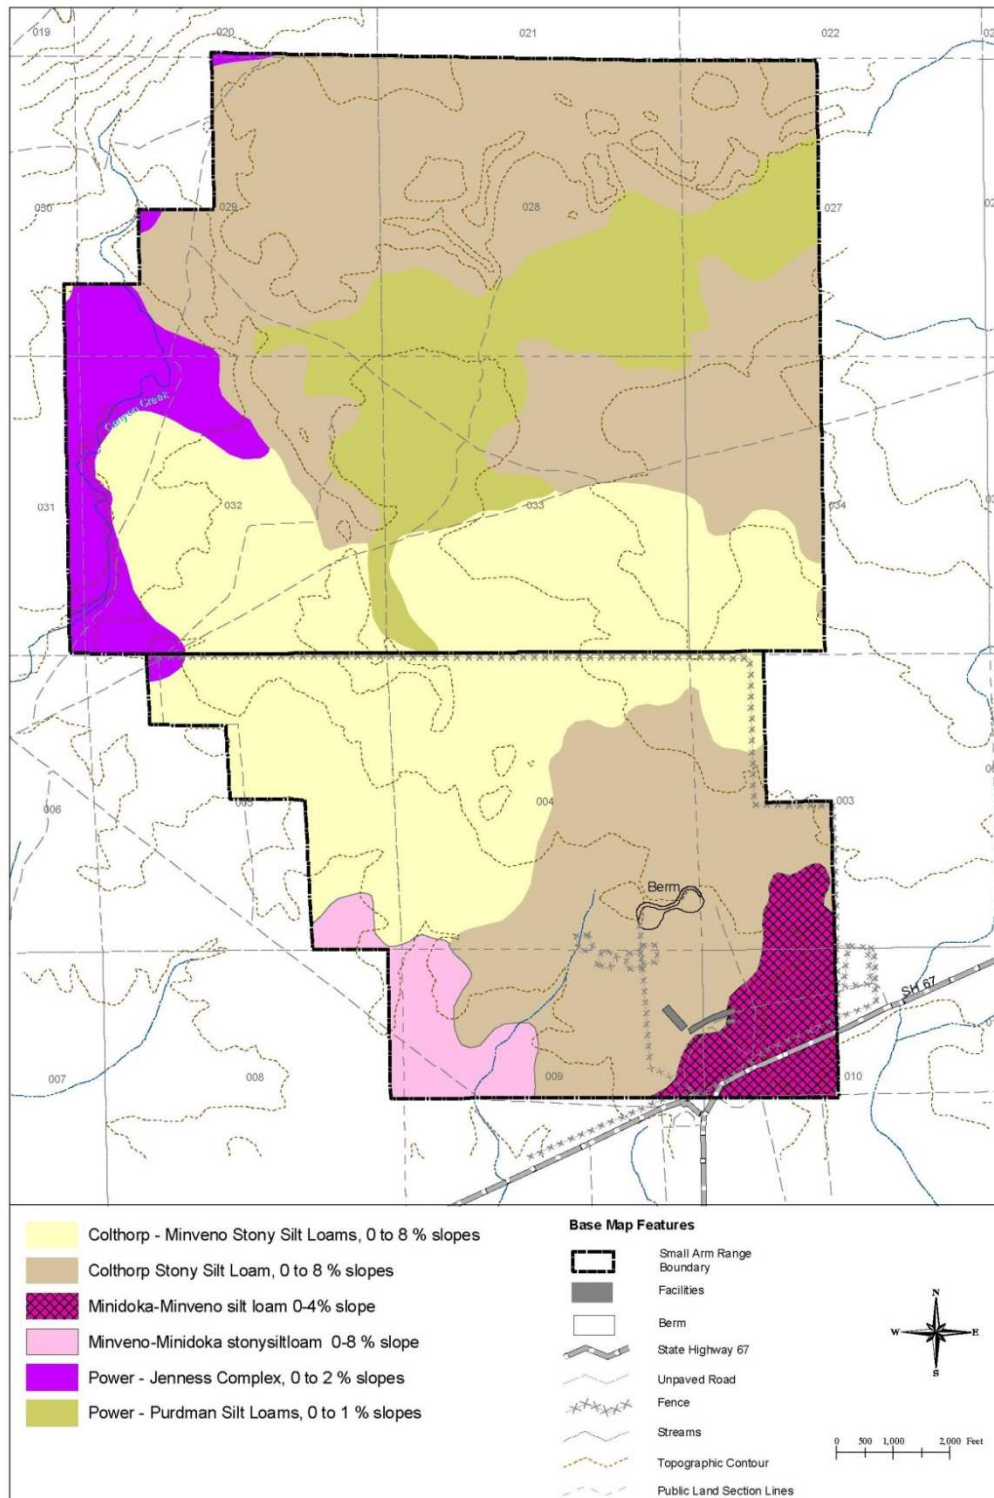 019
020
021
022
030
029
028
027
Canyon Creek
031
032
033
034
006
004
003
Berm
SH 67
007
008
009
010
Colthorp - Minveno Stony Silt Loams, 0 to 8 % slopes
Colthorp Stony Silt Loam, 0 to 8 % slopes
Minidoka-Minveno silt loam 0-4% slope
Minveno-Minidoka stonysiltloam 0-8 % slope
Power - Jenness Complex, 0 to 2 % slopes
Power - Purdman Silt Loams, 0 to 1 % slopes
Base Map Features
Small Arm Range
Boundary
Facilities
Berm
State Highway 67
Unpaved Road
Fence
Streams
Topographic Contour
Public Land Section Lines
N
W
E
S
0 500 1,000 2,000 Feet